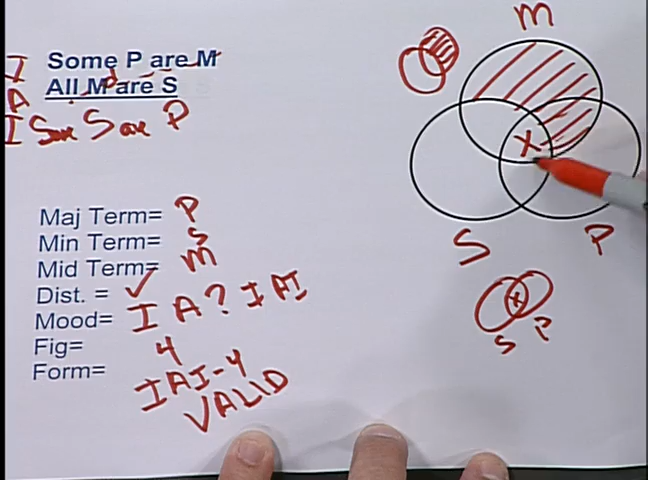 I Some P are M
A All M are S
I Some S are P
Maj Term= P
Min Term= S
Mid Term= M
Dist. = ✓
Mood= I A ? IAI
Fig= 4
Form= IAI-4
VALID
M
X
S P
X
S P